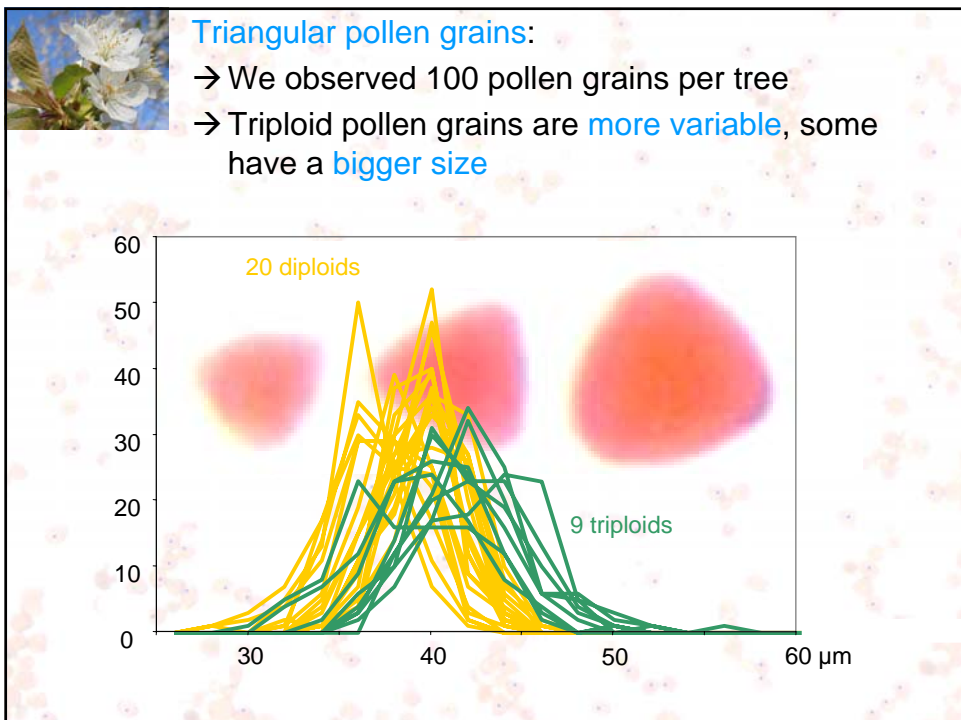 Triangular pollen grains:
→ We observed 100 pollen grains per tree
→ Triploid pollen grains are more variable, some
have a bigger size
60
20 diploids
50
40
30
20
9 triploids
10
0
30 40 50 60 µm